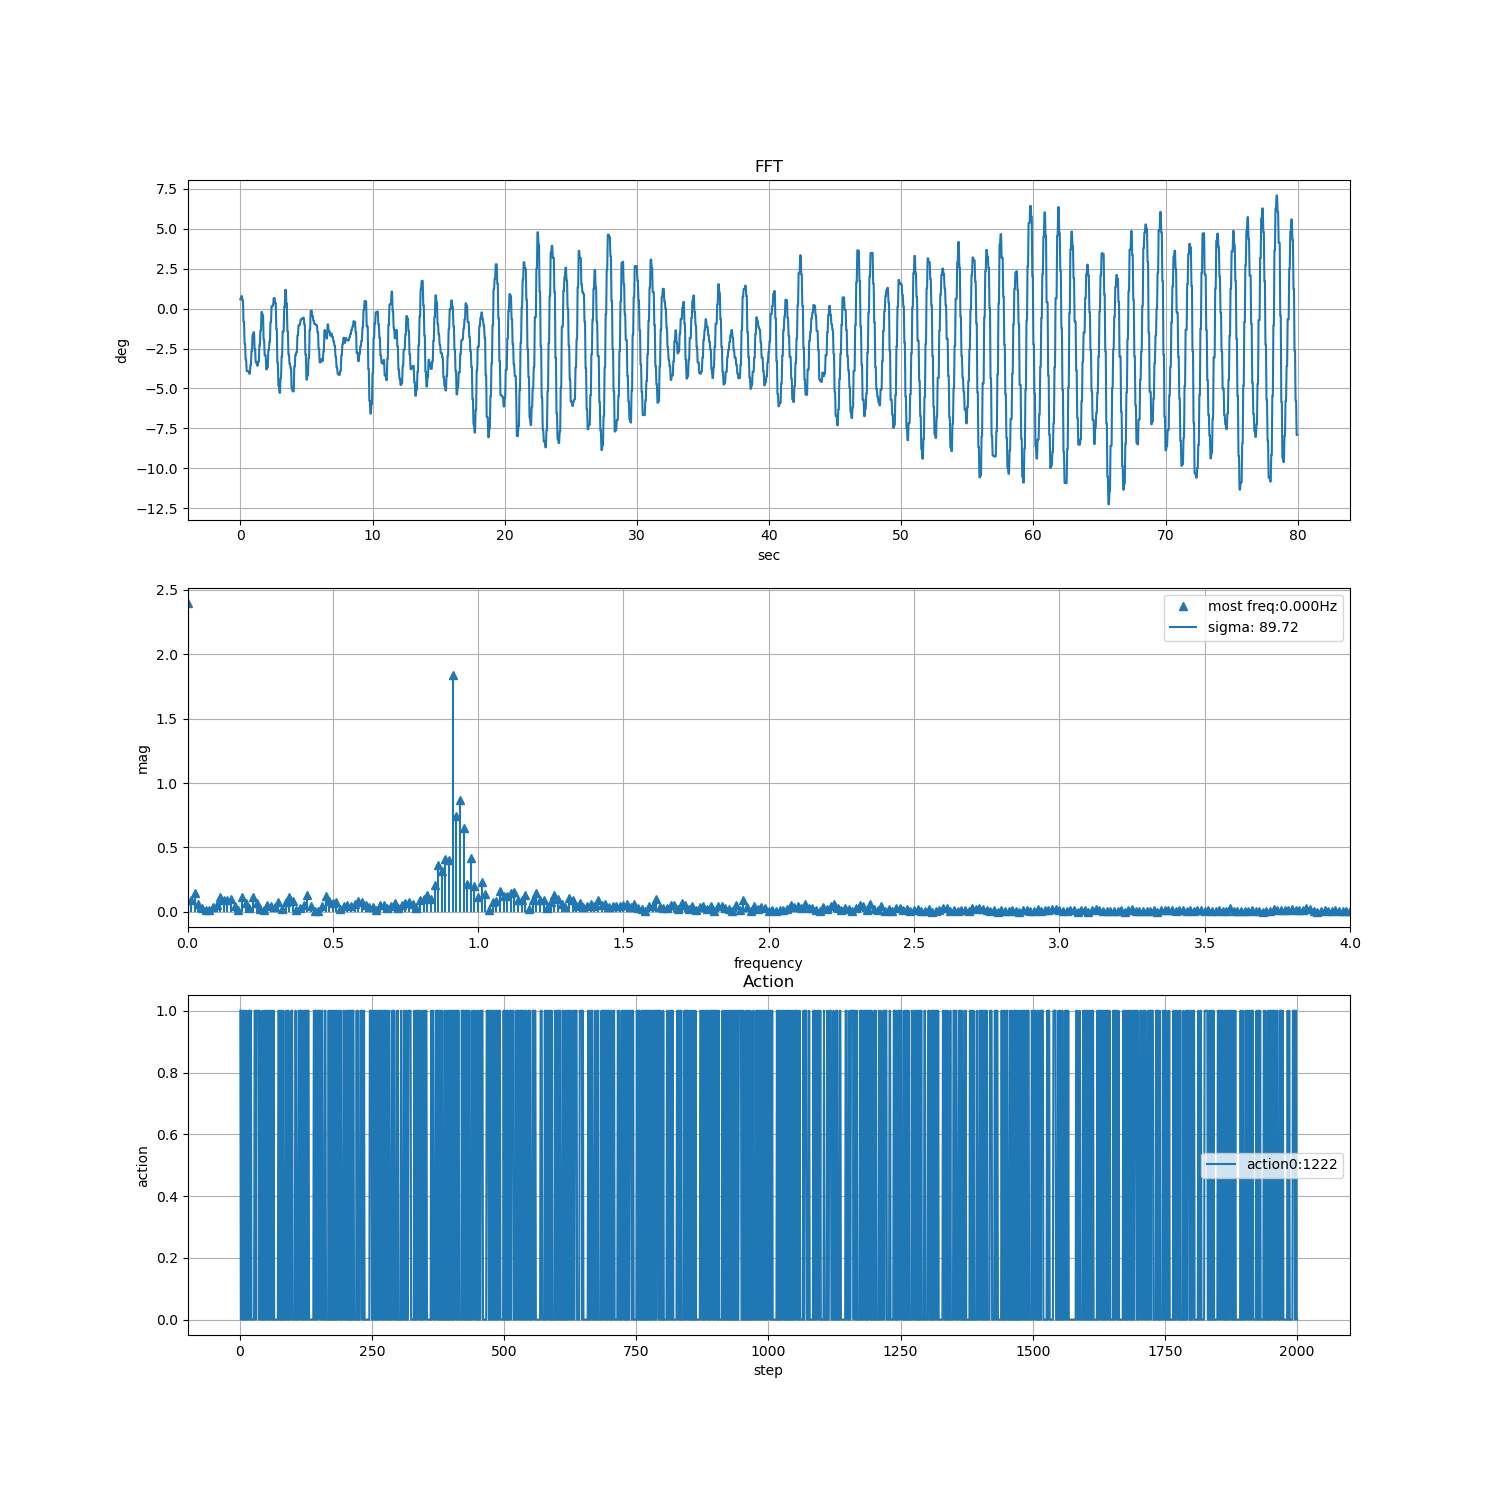 FFT
7.5
5.0
2.5
0.0
−2.5
−5.0
−7.5
−10.0
−12.5
deg
0 10 20 30 40 50 60 70 80
sec
2.5
2.0
1.5
1.0
0.5
0.0
mag
most freq:0.000Hz
sigma: 89.72
0.0 0.5 1.0 1.5 2.0 2.5 3.0 3.5 4.0
frequency
Action
1.0
0.8
0.6
0.4
0.2
0.0
action
action0:1222
0 250 500 750 1000 1250 1500 1750 2000
step